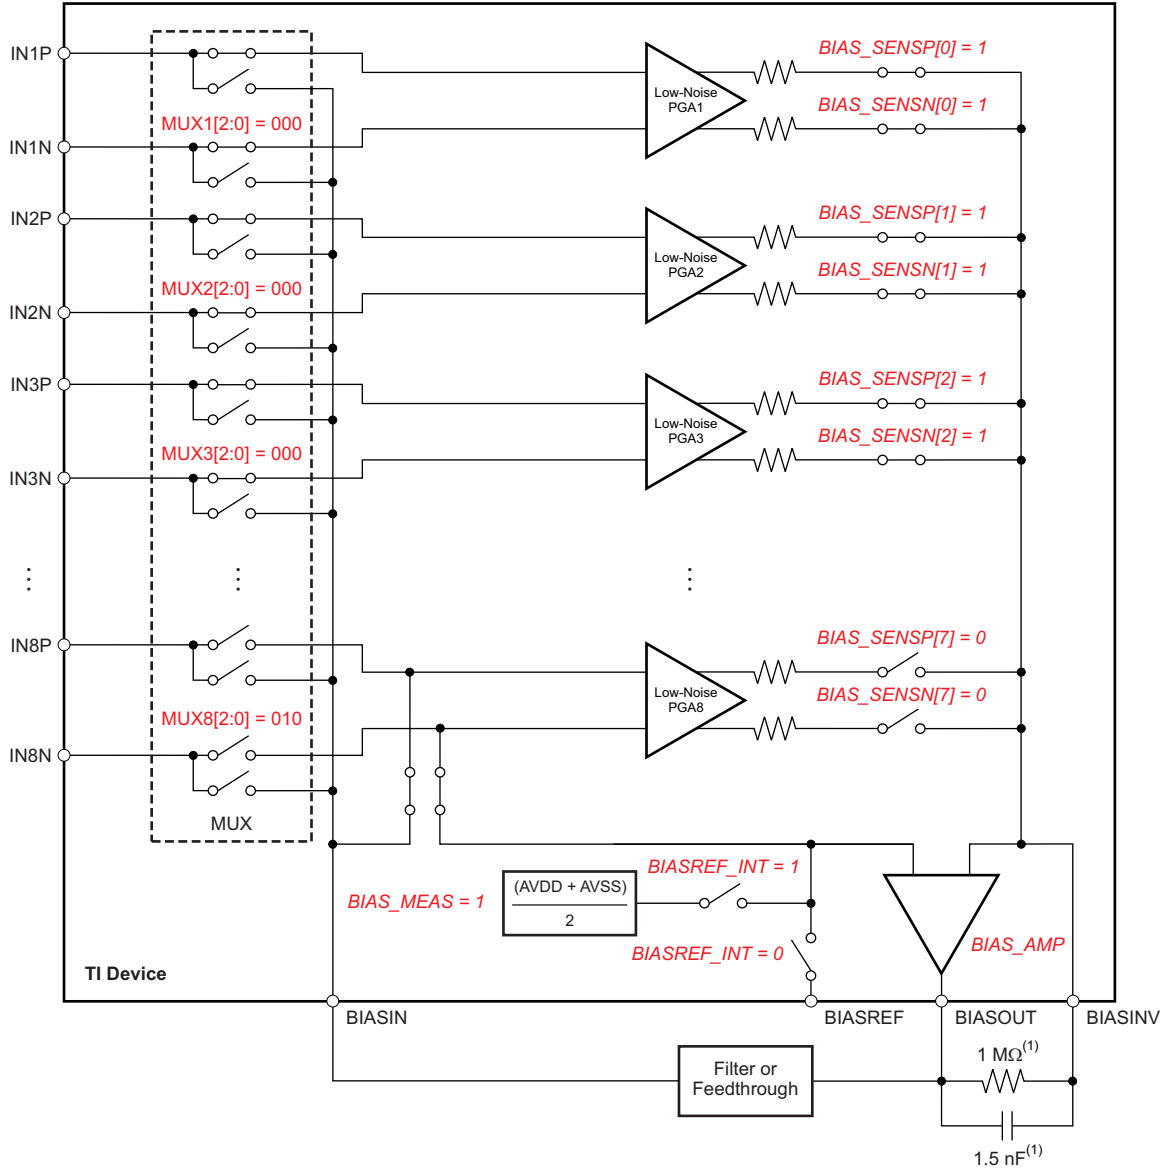 IN1P
BIAS_SENSP[0] = 1
Low-Noise
PGA1
BIAS_SENSN[0] = 1
MUX1[2:0] = 000
IN1N
IN2P
BIAS_SENSP[1] = 1
Low-Noise
PGA2
BIAS_SENSN[1] = 1
MUX2[2:0] = 000
IN2N
IN3P
BIAS_SENSP[2] = 1
Low-Noise
PGA3
BIAS_SENSN[2] = 1
MUX3[2:0] = 000
IN3N
IN8P
BIAS_SENSP[7] = 0
Low-Noise
PGA8
BIAS_SENSN[7] = 0
MUX8[2:0] = 010
IN8N
MUX
BIAS_MEAS = 1
(AVDD + AVSS)
2
BIASREF_INT = 1
BIASREF_INT = 0
BIAS_AMP
TI Device
BIASIN
BIASREF
BIASOUT
BIASINV
Filter or
Feedthrough
1 MΩ(1)
1.5 nF(1)